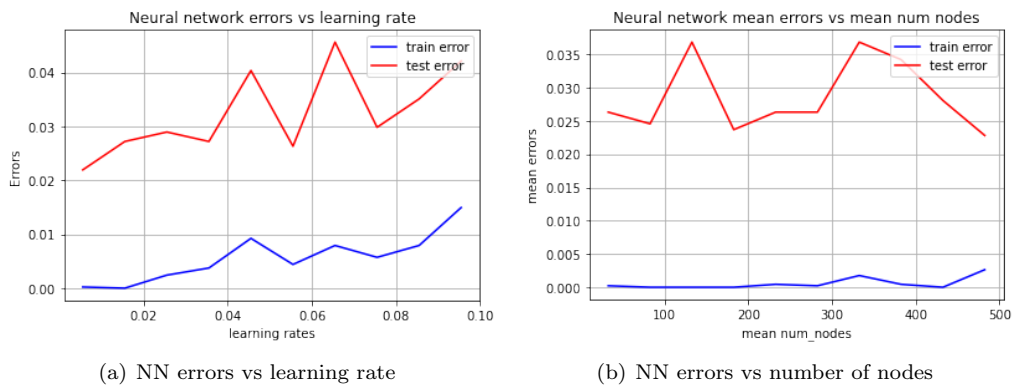 Neural network errors vs learning rate
train error
test error
0.04
0.03
0.02
0.01
0.00
Errors
0.02
0.04
0.06
0.08
0.10
learning rates
(a) NN errors vs learning rate
Neural network mean errors vs mean num nodes
train error
test error
0.035
0.030
0.025
0.020
0.015
0.010
0.005
0.000
mean errors
100
200
300
400
500
mean num_nodes
(b) NN errors vs number of nodes